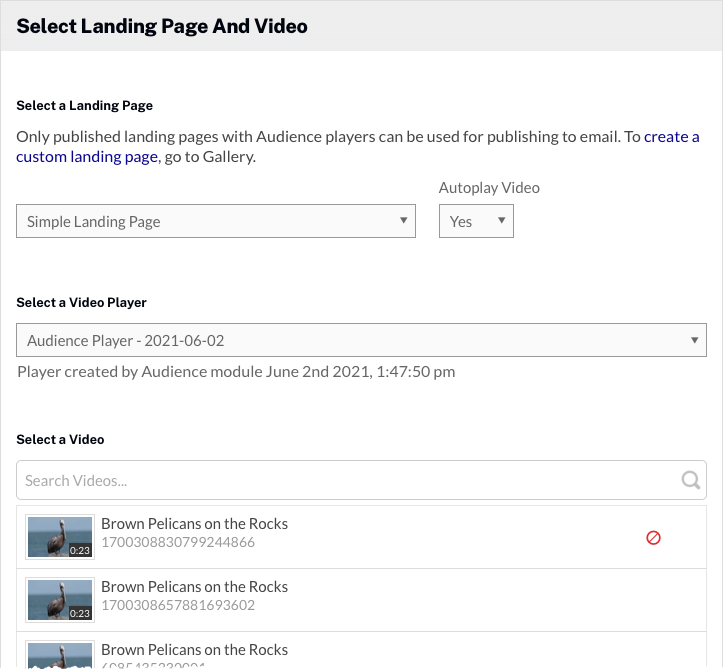 Select Landing Page And Video
Select a Landing Page
Only published landing pages with Audience players can be used for publishing to email. To create a
custom landing page, go to Gallery.
Autoplay Video
Simple Landing Page
Yes
Select a Video Player
Audience Player - 2021-06-02
Player created by Audience module June 2nd 2021, 1:47:50 pm
Select a Video
Search Videos...
Brown Pelicans on the Rocks
1700308830799244866
0:23
Brown Pelicans on the Rocks
1700308657881693602
0:23
Brown Pelicans on the Rocks